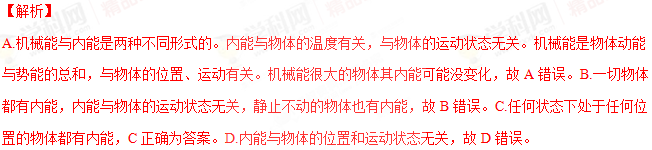 【解析】
A.机械能与内能是两种不同形式的。内能与物体的温度有关，与物体的运动状态无关。机械能是物体动能
与势能的总和，与物体的位置、运动有关。机械能很大的物体其内能可能没变化，故 A 错误。B.一切物体
都有内能，内能与物体的运动状态无关，静止不动的物体也有内能，故 B 错误。C.任何状态下处于任何位
置的物体都有内能，C 正确为答案。D.内能与物体的位置和运动状态无关，故 D 错误。